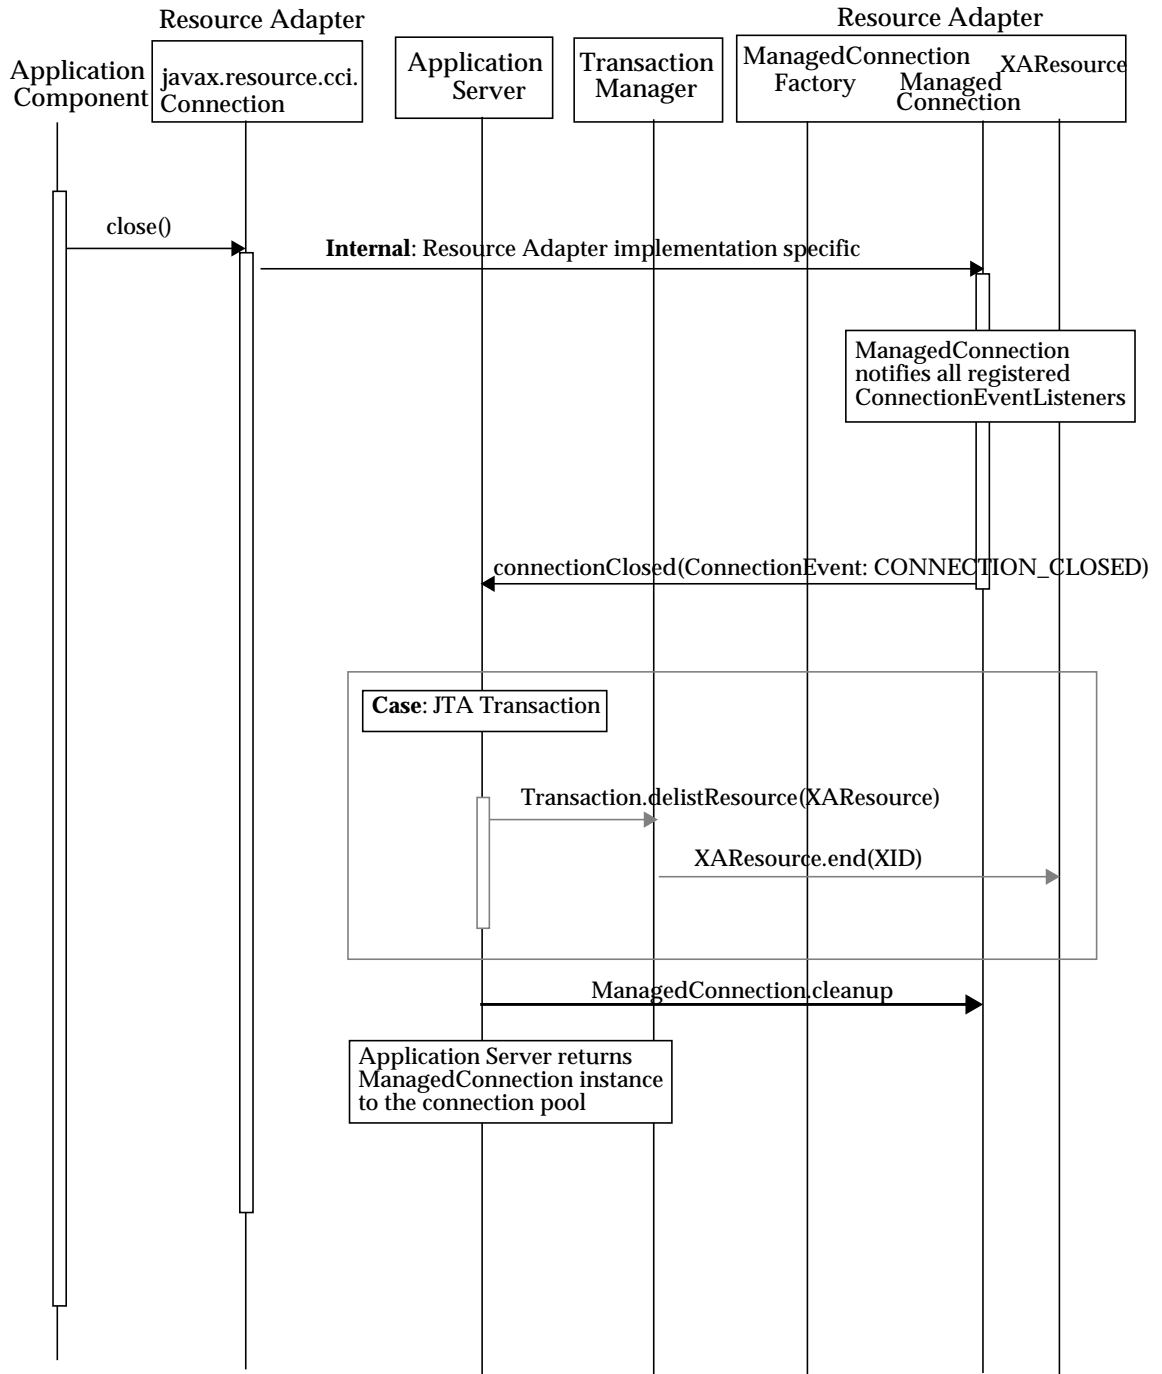 Resource Adapter
Resource Adapter
Application
Component
javax.resource.cci.
Connection
Application
Server
Transaction
Manager
ManagedConnection
Factory
Managed
Connection
XAResource
close()
Internal: Resource Adapter implementation specific
ManagedConnection
notifies all registered
ConnectionEventListeners
connectionClosed(ConnectionEvent: CONNECTION_CLOSED)
Case: JTA Transaction
Transaction.delistResource(XAResource)
XAResource.end(XID)
ManagedConnection.cleanup
Application Server returns
ManagedConnection instance
to the connection pool